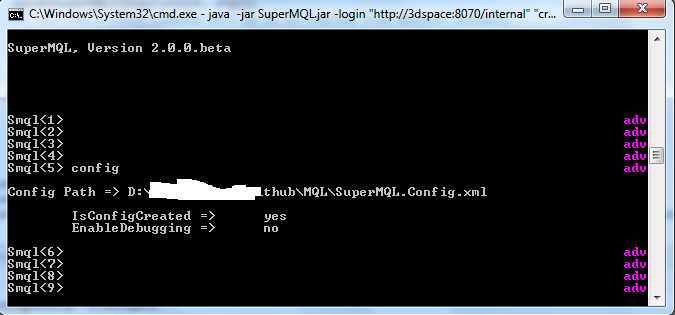 C:\Windows\System32\cmd.exe - java -jar SuperMQL.jar -login "http://3dspace:8070/internal" "cr...
SuperMQL, Version 2.0.0.beta
Smql<1> adv
Smql<2> adv
Smql<3> adv
Smql<4> adv
Smql<5> config adv
Config Path => D:\ thub\MQL\SuperMQL.Config.xml
IsConfigCreated => yes
EnableDebugging => no
Smql<6> adv
Smql<7> adv
Smql<8> adv
Smql<9> adv